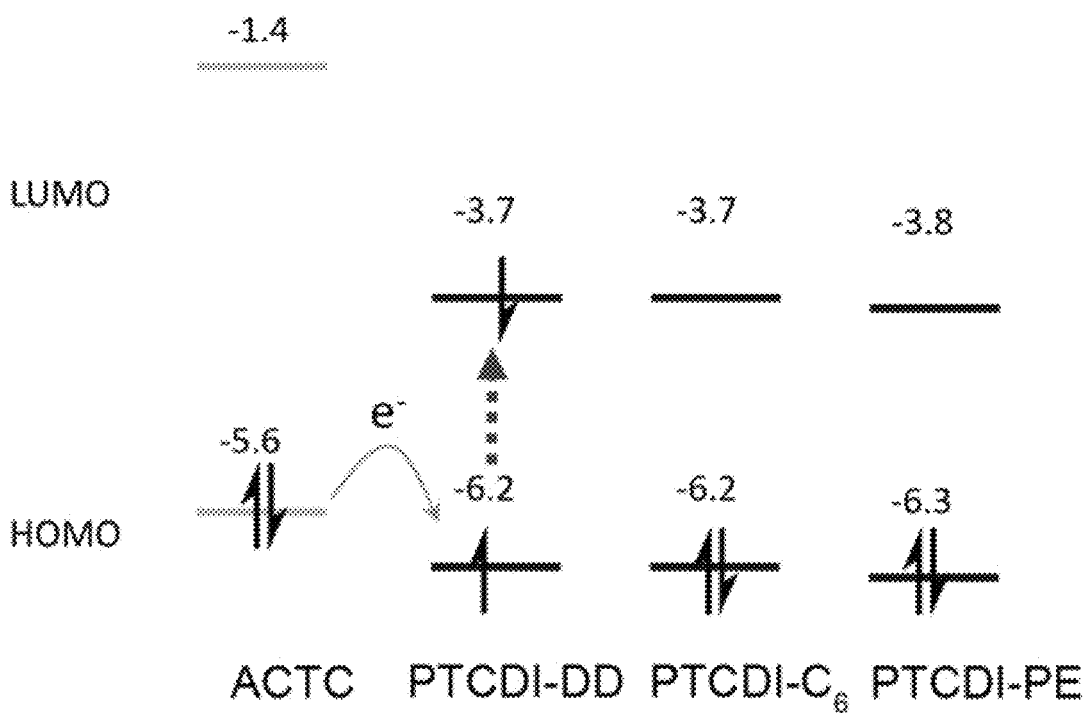 -1.4
LUMO
-3.7 -3.7 -3.8
e-
-5.6
-6.2 -6.2 -6.3
HOMO
ACTC PTCDI-DD PTCDI-C6 PTCDI-PE